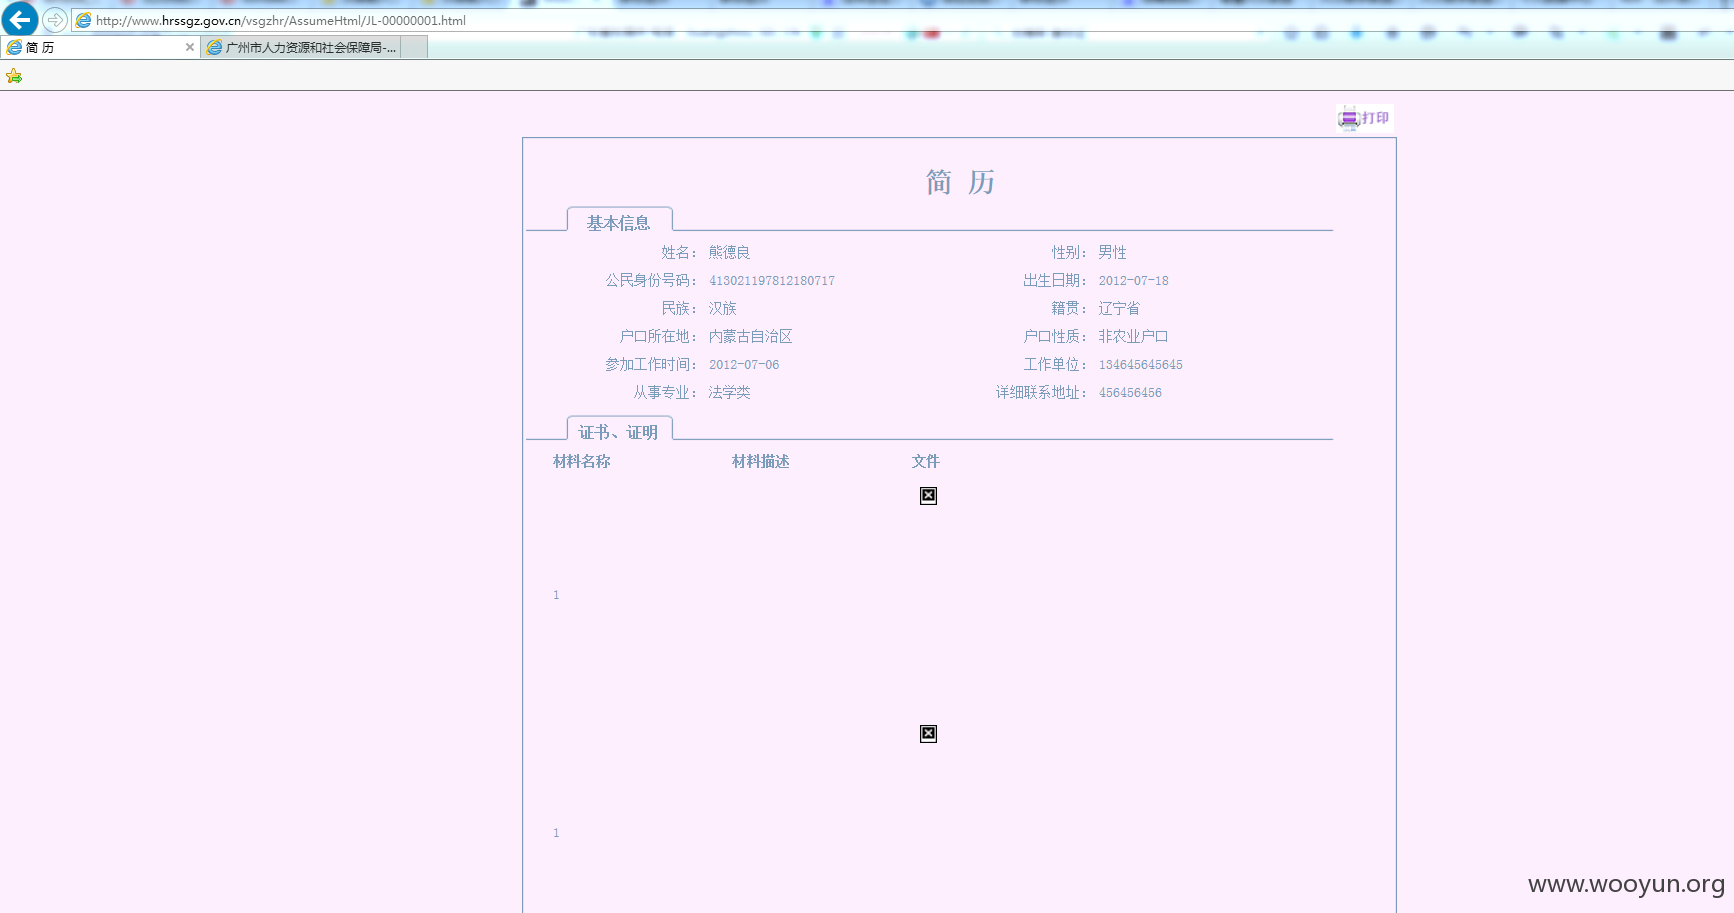 http://www.hrssgz.gov.cn/vsgzhr/AssumeHtml/JL-00000001.html
简 历
广州市人力资源和社会保障局-...
打印
简 历
基本信息
姓名： 熊德良 性别： 男性
公民身份号码： 413021197812180717 出生日期： 2012-07-18
民族： 汉族 籍贯： 辽宁省
户口所在地： 内蒙古自治区 户口性质： 非农业户口
参加工作时间： 2012-07-06 工作单位： 134645645645
从事专业： 法学类 详细联系地址： 456456456
证书、证明
材料名称 材料描述 文件
1
1
www.wooyun.org